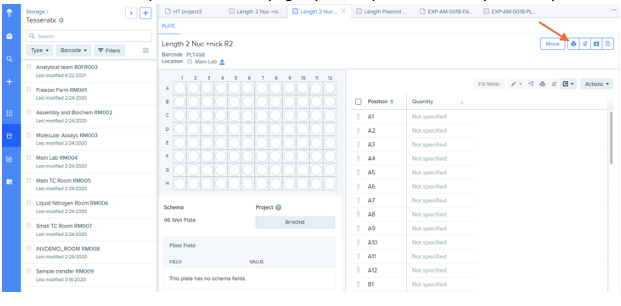 Storage /
Tesseratx
Search
Type
Barcode
Filters
Analytical team 80FR003
Last modified 6/22/2021
Freezer Farm RM001
Last modified 2/24/2020
Assembly and Biochem RM002
Last modified 2/24/2020
Molecular Assays RM003
Last modified 2/24/2020
Main Lab RM004
Last modified 2/24/2020
Main TC Room RM005
Last modified 2/24/2020
Liquid Nitrogen Room RM006
Last modified 2/24/2020
Small TC Room RM007
Last modified 2/24/2020
INVDEMO_ROOM RM008
Last modified 2/26/2020
Sample transfer RM009
Last modified 3/18/2020
HT project3
Length 2 Nuc +n...
Length 2 Nuc...
Length Plasmid ...
EXP-AM-0018-FA...
EXP-AM-0018-PL...
PLATE
Length 2 Nuc +nick R2
Barcode PLT498
Location Main Lab
Move
1 2 3 4 5 6 7 8 9 10 11 12
A
B
C
D
E
F
G
H
Schema
96 Well Plate
Project
NONE
Plate Field
FIELD VALUE
This plate has no schema fields.
Fill Wells
Actions
Position Quantity
A1 Not specified
A2 Not specified
A3 Not specified
A4 Not specified
A5 Not specified
A6 Not specified
A7 Not specified
A8 Not specified
A9 Not specified
A10 Not specified
A11 Not specified
A12 Not specified
B1 Not specified